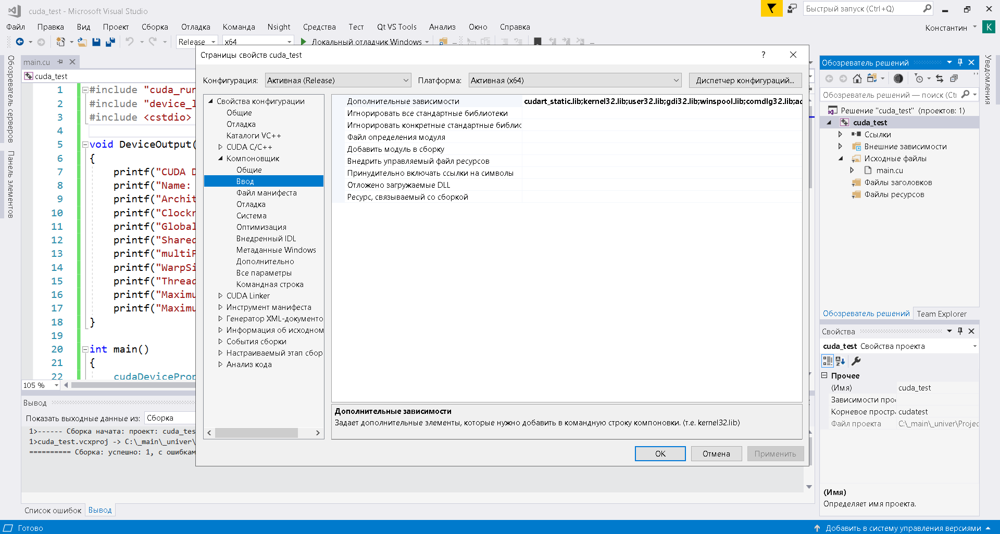 cuda_test - Microsoft Visual Studio
Быстрый запуск (Ctrl+Q)
Файл Правка Вид Проект Сборка Отладка Команда Nsight Средства Тест Qt VS Tools Анализ Окно Справка
Константин K
Release x64 Локальный отладчик Windows
Обозреватель серверов
Панель элементов
main.cu
cuda_test
1 #include "cuda_run
2 #include "device_l
3 #include <cstdio>
4
5 void DeviceOutput(
6 {
7 printf("CUDA D
8 printf("Name:
9 printf("Archit
10 printf("Clockr
11 printf("Global
12 printf("Shared
13 printf("multiP
14 printf("WarpSi
15 printf("Thread
16 printf("Maximu
17 printf("Maximu
18 }
19
20 int main()
21 {
22 cudaDeviceProp
105 %
Вывод
Показать выходные данные из: Сборка
1>------ Сборка начата: проект: cuda_tes
1>cuda_test.vcxproj -> C:\_main\_univer\
========== Сборка: успешно: 1, с ошибкам
Список ошибок Вывод
Готово
Добавить в систему управления версиями
Страницы свойств cuda_test
?
Конфигурация: Активная (Release) Платформа: Активная (x64) Диспетчер конфигураций...
Свойства конфигурации
Общие
Отладка
Каталоги VC++
CUDA C/C++
Компоновщик
Общие
Ввод
Файл манифеста
Отладка
Система
Оптимизация
Внедренный IDL
Метаданные Windows
Дополнительно
Все параметры
Командная строка
CUDA Linker
Инструмент манифеста
Генератор XML-документо
Информация об исходном
События сборки
Настраиваемый этап сбор
Анализ кода
Дополнительные зависимости cudart_static.lib;kernel32.lib;user32.lib;gdi32.lib;winspool.lib;comdlg32.lib;ad
Игнорировать все стандартные библиотеки
Игнорировать конкретные стандартные библис
Файл определения модуля
Добавить модуль в сборку
Внедрить управляемый файл ресурсов
Принудительно включать ссылки на символы
Отложено загружаемые DLL
Ресурс, связываемый со сборкой
Дополнительные зависимости
Задает дополнительные элементы, которые нужно добавить в командную строку компоновки. (т.е. kernel32.lib)
ОК Отмена Применить
Обозреватель решений
Обозреватель решений — поиск (Ctı
Решение "cuda_test" (проектов: 1)
cuda_test
Ссылки
Внешние зависимости
Исходные файлы
main.cu
Файлы заголовков
Файлы ресурсов
Обозреватель решений Team Explorer
Свойства
cuda_test Свойства проекта
Прочее
(Имя) cuda_test
Зависимости прое
Корневое простра cudatest
Файл проекта C:\_main\_univer\Projec
(Имя)
Определяет имя проекта.
Уведомления